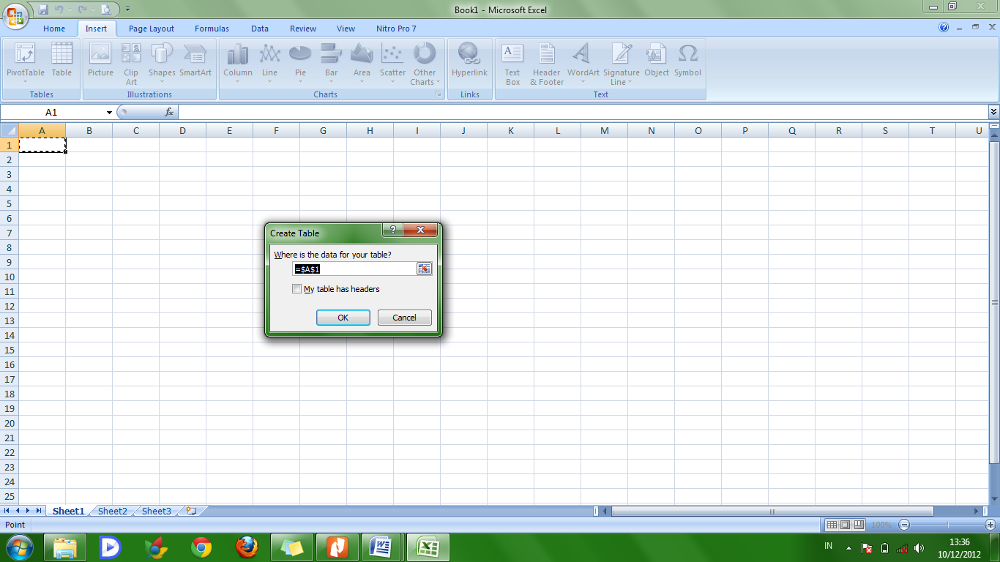 Book1 - Microsoft Excel
Home Insert Page Layout Formulas Data Review View Nitro Pro 7
PivotTable Table Picture Clip Art Shapes SmartArt Column Line Pie Bar Area Scatter Other Charts Hyperlink Text Box Header & Footer WordArt Signature Line Object Symbol
Tables Illustrations Charts Links Text
A1 fx
A B C D E F G H I J K L M N O P Q R S T U
1
2
3
4
5
6
7
8
9
10
11
12
13
14
15
16
17
18
19
20
21
22
23
24
25
Create Table
Where is the data for your table?
=$A$1
My table has headers
OK Cancel
Sheet1 Sheet2 Sheet3
Point 100%
IN 13:36
10/12/2012